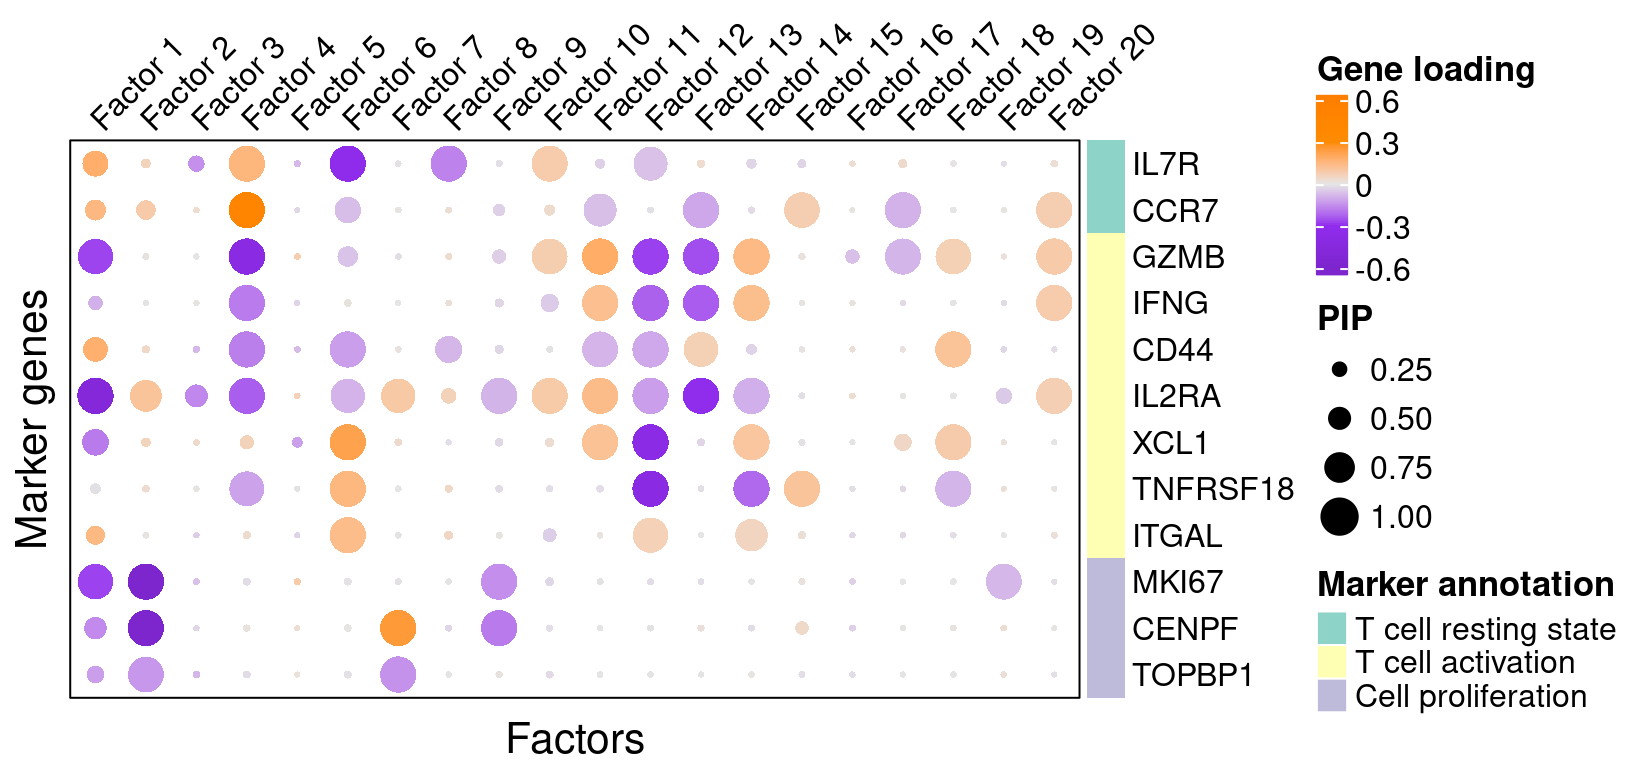 Factor 1
Factor 2
Factor 3
Factor 4
Factor 5
Factor 6
Factor 7
Factor 8
Factor 9
Factor 10
Factor 11
Factor 12
Factor 13
Factor 14
Factor 15
Factor 16
Factor 17
Factor 18
Factor 19
Factor 20
Marker genes
IL7R
CCR7
GZMB
IFNG
CD44
IL2RA
XCL1
TNFRSF18
ITGAL
MKI67
CENPF
TOPBP1
Factors
Gene loading
0.6
0.3
0
-0.3
-0.6
PIP
0.25
0.50
0.75
1.00
Marker annotation
T cell resting state
T cell activation
Cell proliferation